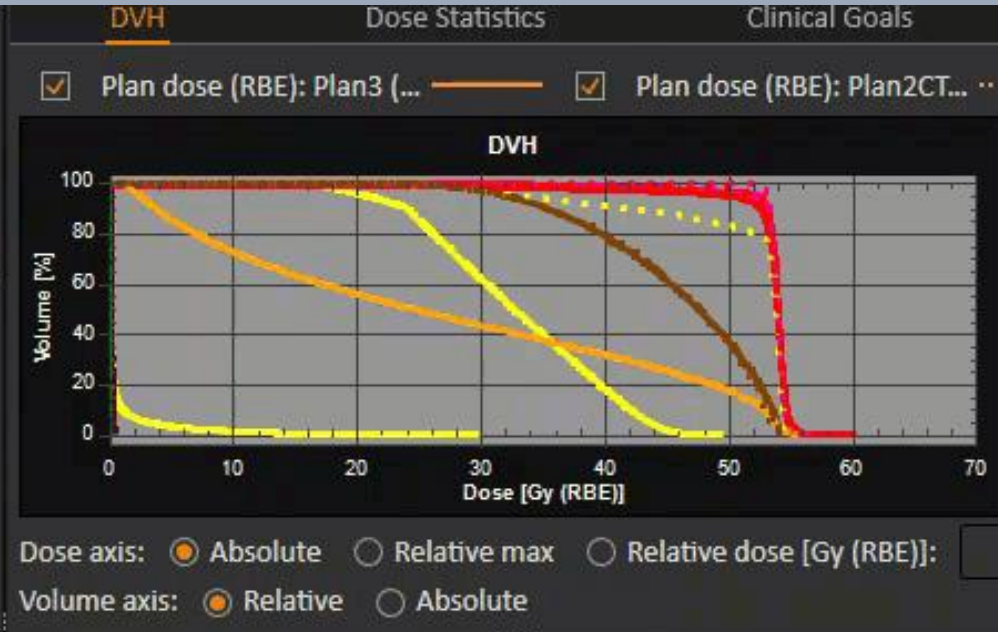 DVH Dose Statistics Clinical Goals
Plan dose (RBE): Plan3 (... Plan dose (RBE): Plan2CT...
DVH
Volume [%]
100
80
60
40
20
0
0 10 20 30 40 50 60 70
Dose [Gy (RBE)]
Dose axis: Absolute Relative max Relative dose [Gy (RBE)]:
Volume axis: Relative Absolute